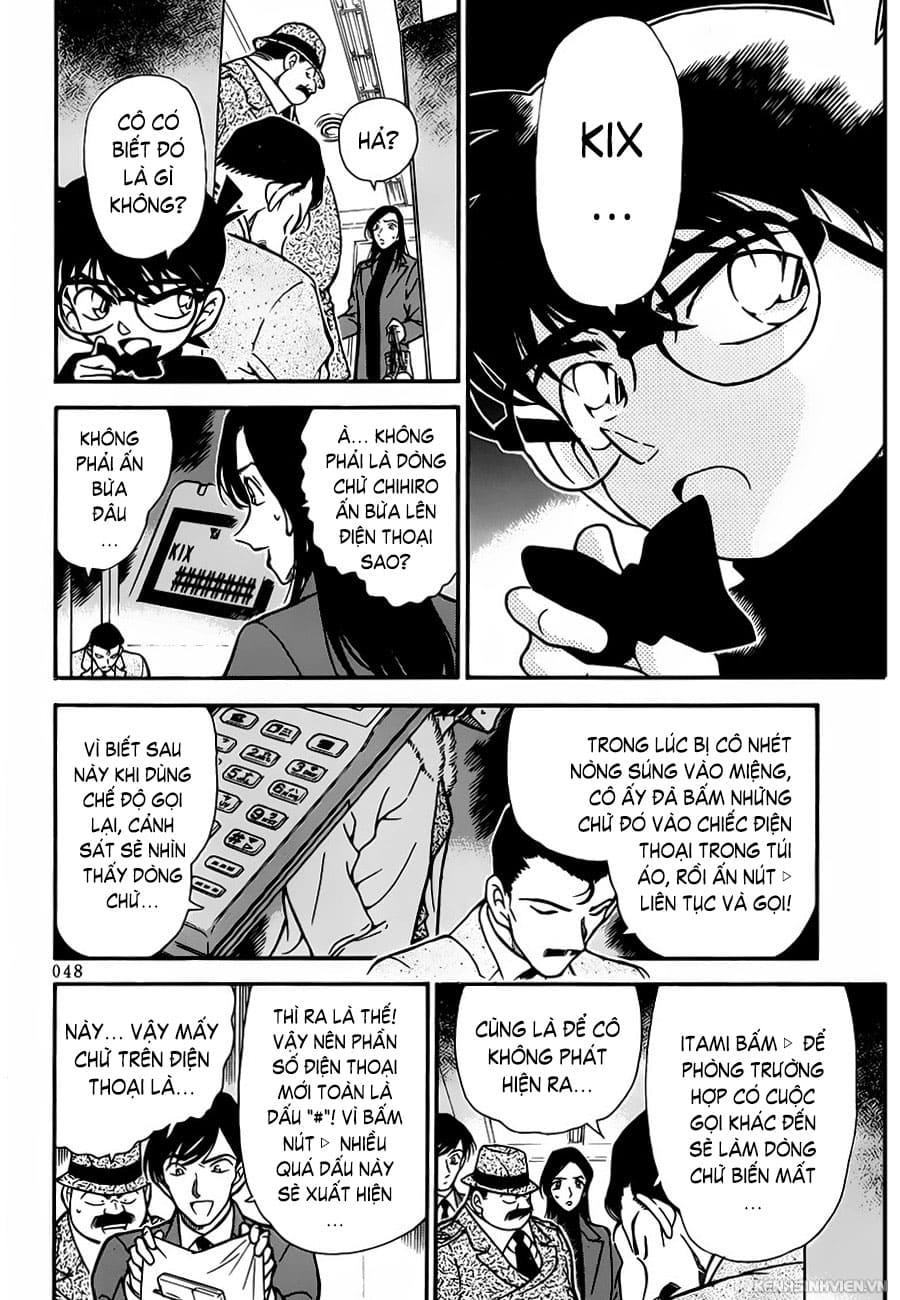 KIX
...
HẢ?
CÔ CÓ
BIẾT ĐÓ
LÀ GÌ
KHÔNG?
À... KHÔNG
PHẢI LÀ DÒNG
CHỮ CHIHIRO
ẤN BỪA LÊN
ĐIỆN THOẠI
SAO?
KHÔNG
PHẢI ẤN
BỪA
ĐÂU
...
KIX
TRONG LÚC BỊ CÔ NHÉT
NÒNG SÚNG VÀO MIỆNG,
CÔ ẤY ĐÃ BẤM NHỮNG
CHỮ ĐÓ VÀO CHIẾC ĐIỆN
THOẠI TRONG TÚI
ÁO, RỒI ẤN NÚT ▷
LIÊN TỤC VÀ GỌI!
VÌ BIẾT SAU
NÀY KHI DÙNG
CHẾ ĐỘ GỌI
LẠI, CẢNH
SÁT SẼ NHÌN
THẤY DÒNG
CHỮ...
048
ITAMI BẤM ▷ ĐỂ
PHÒNG TRƯỜNG
HỢP CÓ CUỘC
GỌI KHÁC ĐẾN
SẼ LÀM DÒNG
CHỮ BIẾN MẤT
...
CŨNG LÀ ĐỂ CÔ
KHÔNG PHÁT
HIỆN RA...
THÌ RA LÀ THẾ!
VẬY NÊN PHẦN
SỐ ĐIỆN THOẠI
MỚI TOÀN LÀ
DẤU "#"! VÌ BẤM
NÚT ▷ NHIỀU
QUÁ DẤU NÀY
SẼ XUẤT HIỆN
...
NÀY... VẬY MẤY
CHỮ TRÊN ĐIỆN
THOẠI LÀ...
KENHSINHVIEN.VN